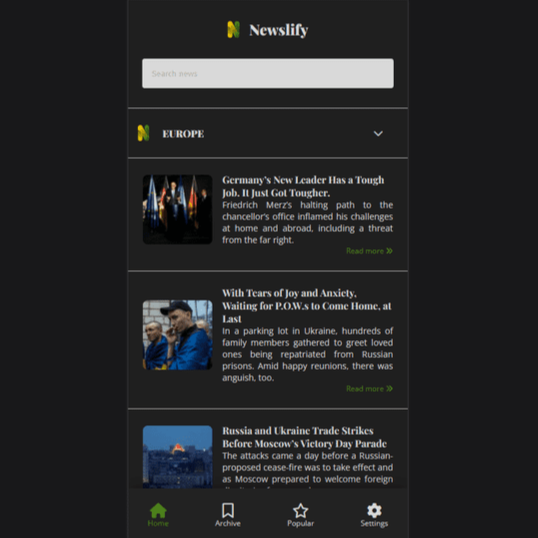 Newslify
Search news
EUROPE
Germany's New Leader Has a Tough
Job. It Just Got Tougher.
Friedrich Merz's halting path to the
chancellor's office inflamed his challenges
at home and abroad, including a threat
from the far right.
Read more
With Tears of Joy and Anxiety,
Waiting for P.O.W.s to Come Home, at
Last
In a parking lot in Ukraine, hundreds of
family members gathered to greet loved
ones being repatriated from Russian
prisons. Amid happy reunions, there was
anguish, too.
Read more
Russia and Ukraine Trade Strikes
Before Moscow's Victory Day Parade
The attacks came a day before a Russian-
proposed cease-fire was to take effect and
as Moscow prepared to welcome foreign
Home Archive Popular Settings